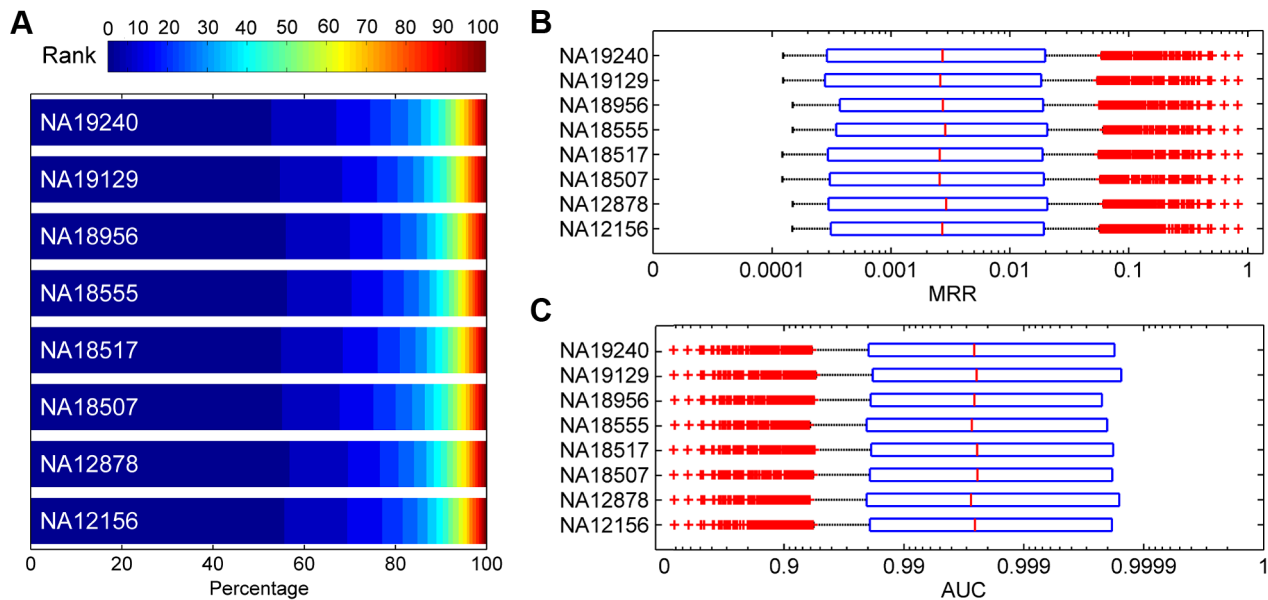 A
Rank
0 10 20 30 40 50 60 70 80 90 100
NA19240
NA19129
NA18956
NA18555
NA18517
NA18507
NA12878
NA12156
0 20 40 60 80 100
Percentage
B
NA19240
NA19129
NA18956
NA18555
NA18517
NA18507
NA12878
NA12156
0 0.0001 0.001 0.01 0.1 1
MRR
C
NA19240
NA19129
NA18956
NA18555
NA18517
NA18507
NA12878
NA12156
0 0.9 0.99 0.999 0.9999 1
AUC